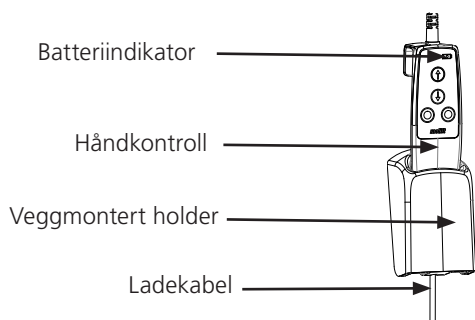 Batteriindikator
Håndkontroll
Veggmontert holder
Ladekabel